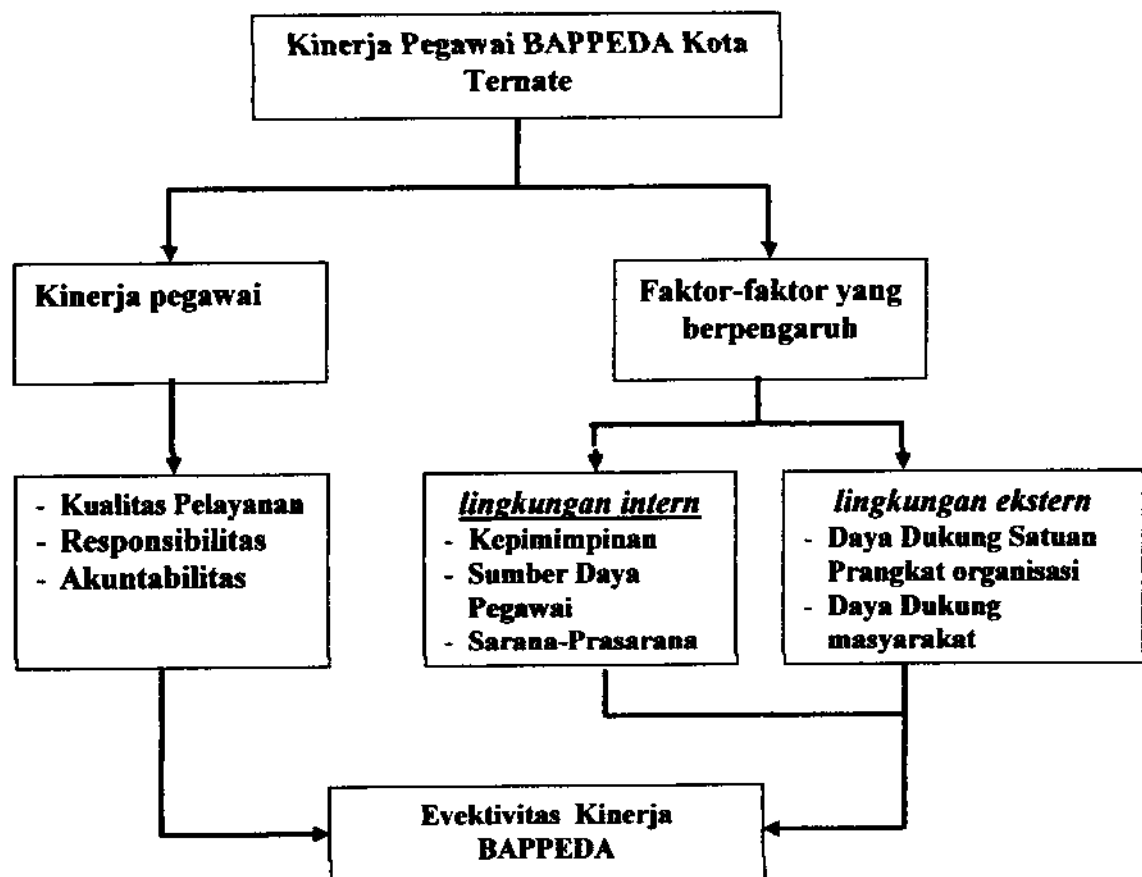 Kinerja Pegawai BAPPEDA Kota
Ternate
Kinerja pegawai
Faktor-faktor yang
berpengaruh
- Kualitas Pelayanan
- Responsibilitas
- Akuntabilitas
lingkungan intern
- Kepimimpinan
- Sumber Daya
Pegawai
- Sarana-Prasarana
lingkungan ekstern
- Daya Dukung Satuan
Prangkat organisasi
- Daya Dukung
masyarakat
Evektivitas Kinerja
BAPPEDA